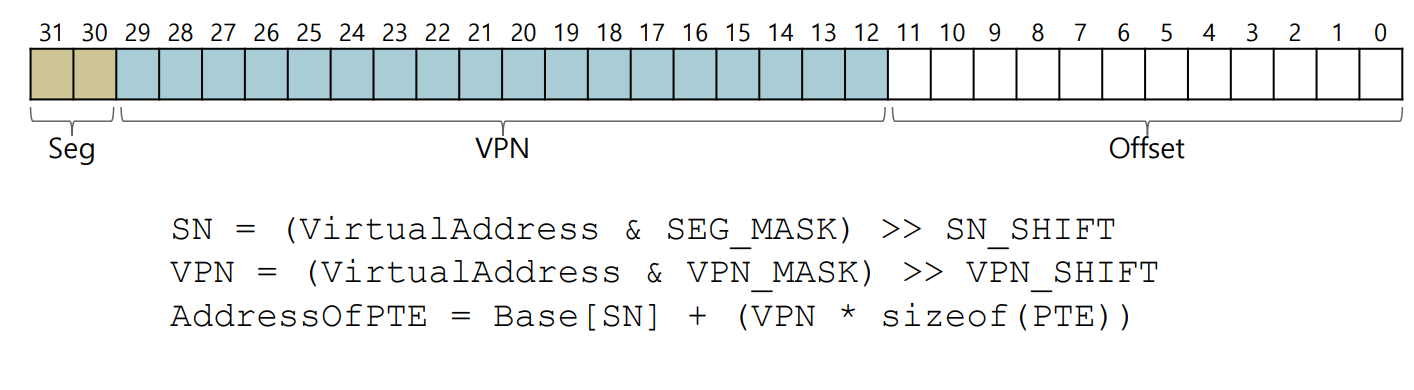 31 30 29 28 27 26 25 24 23 22 21 20 19 18 17 16 15 14 13 12 11 10 9 8 7 6 5 4 3 2 1 0
Seg VPN Offset
SN = (VirtualAddress & SEG_MASK) >> SN_SHIFT
VPN = (VirtualAddress & VPN_MASK) >> VPN_SHIFT
AddressOfPTE = Base[SN] + (VPN * sizeof(PTE))